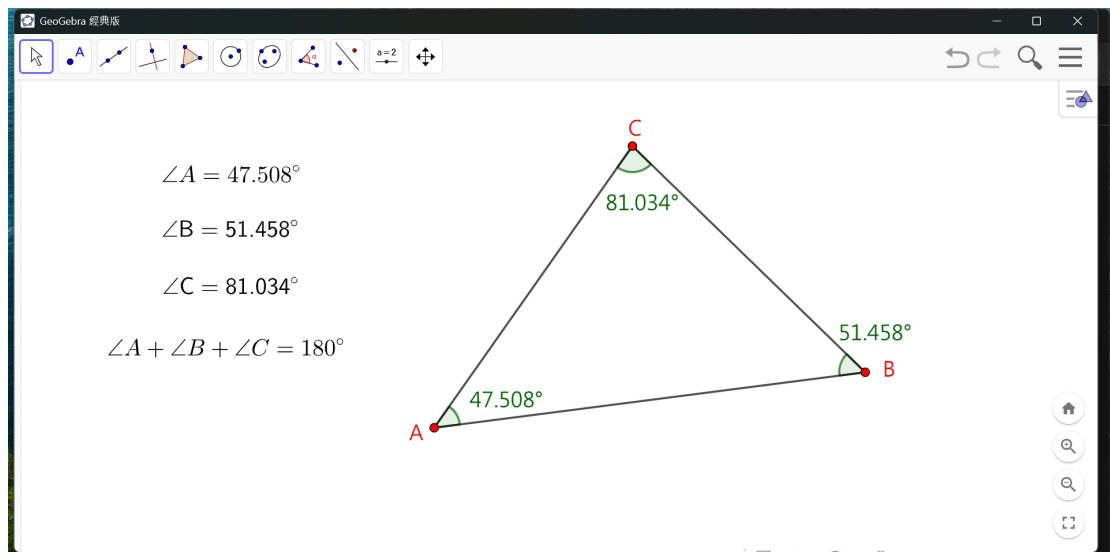 GeoGebra 經典版
A
α
a=2
∠A = 47.508°
∠B = 51.458°
∠C = 81.034°
∠A + ∠B + ∠C = 180°
C
81.034°
51.458°
B
47.508°
A